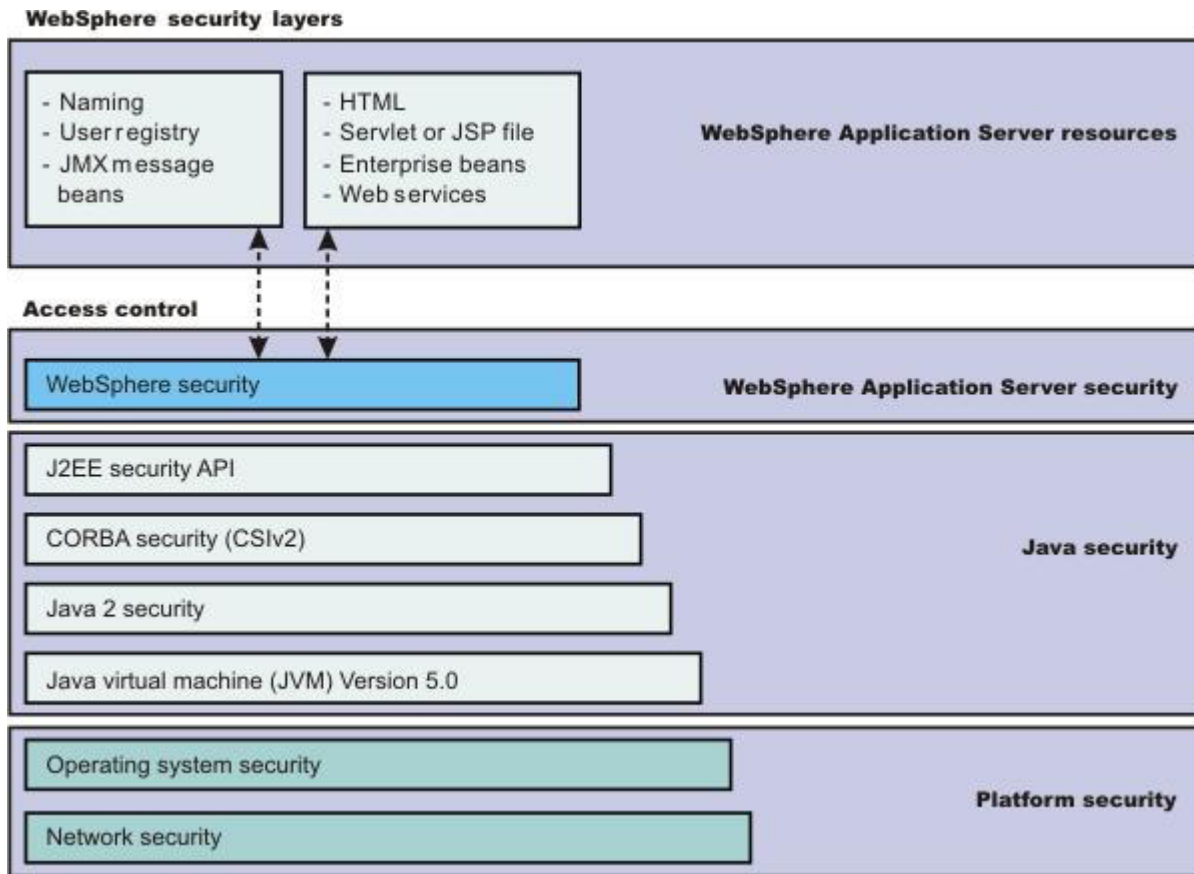 WebSphere security layers
- Naming
- User registry
- JMX message
beans
- HTML
- Servlet or JSP file
- Enterprise beans
- Web services
WebSphere Application Server resources
Access control
WebSphere security
WebSphere Application Server security
J2EE security API
CORBA security (CSIv2)
Java 2 security
Java virtual machine (JVM) Version 5.0
Java security
Operating system security
Network security
Platform security